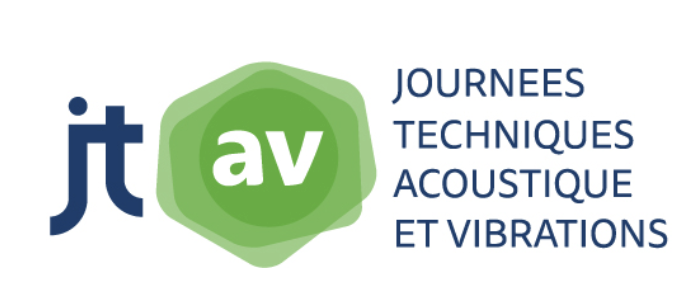 jt av
JOURNEES
TECHNIQUES
ACOUSTIQUE
ET VIBRATIONS